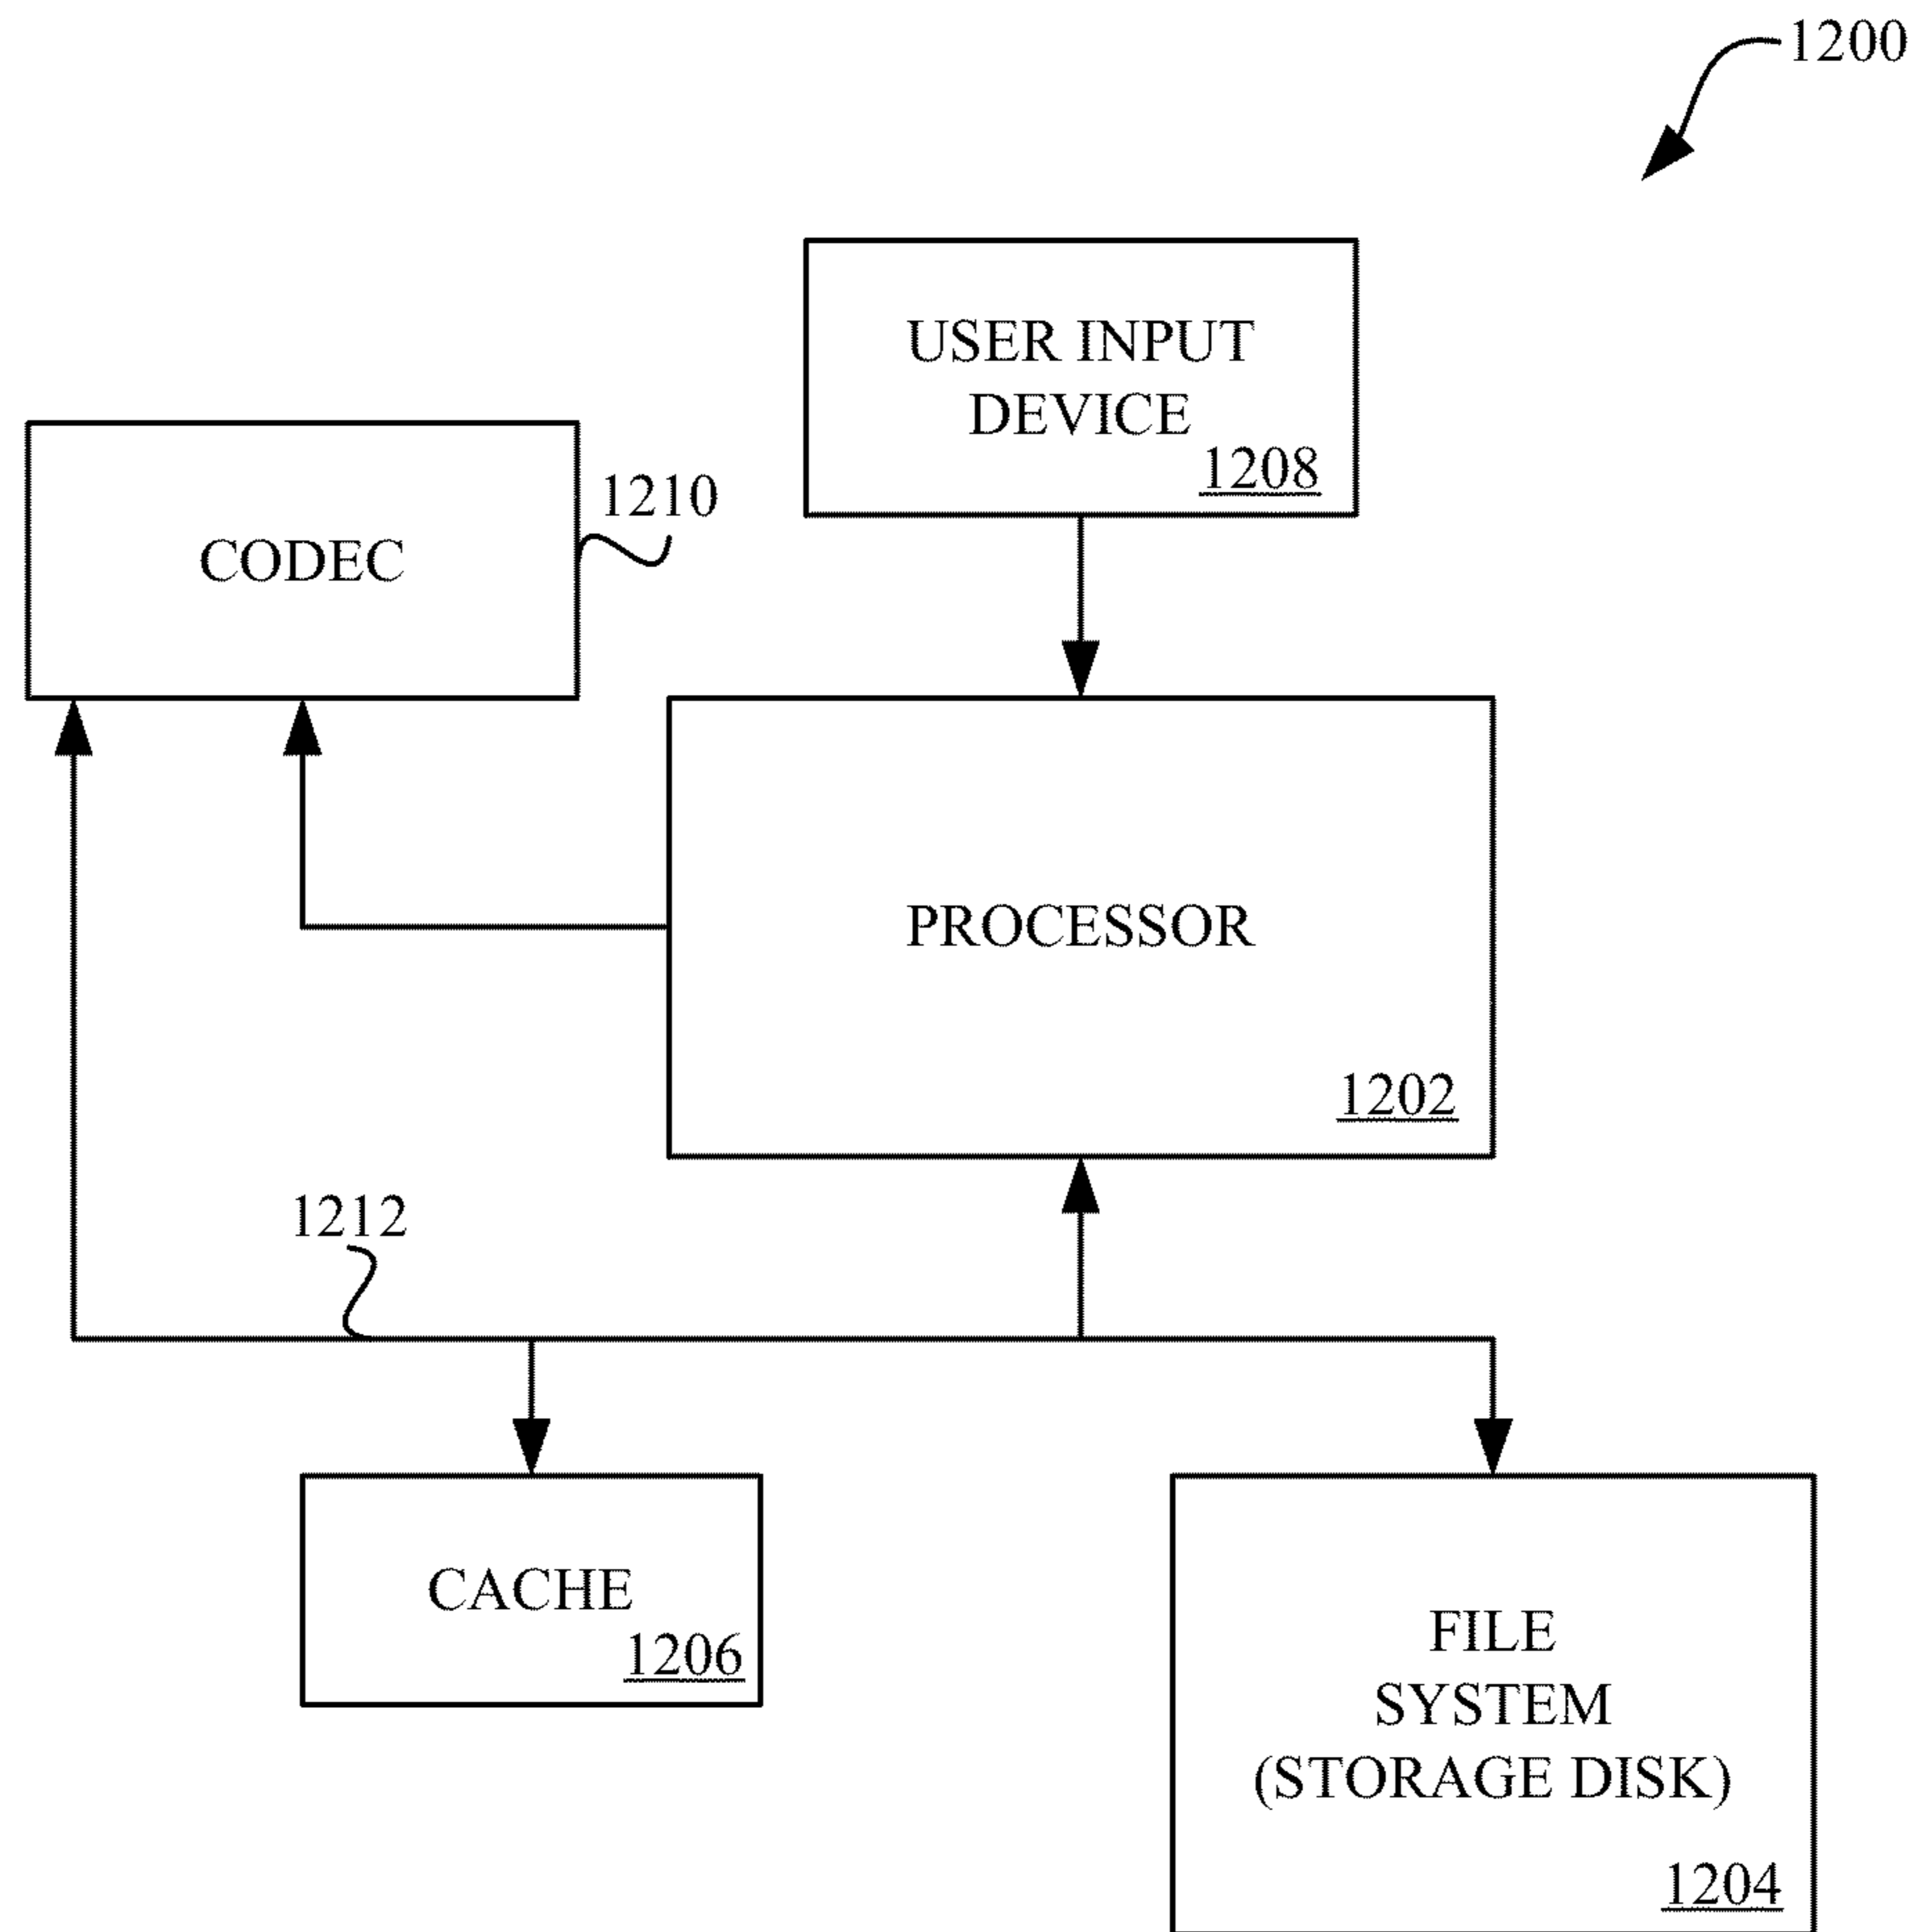 1200
USER INPUT
DEVICE
1208
CODEC
1210
PROCESSOR
1202
1212
CACHE
1206
FILE
SYSTEM
(STORAGE DISK)
1204